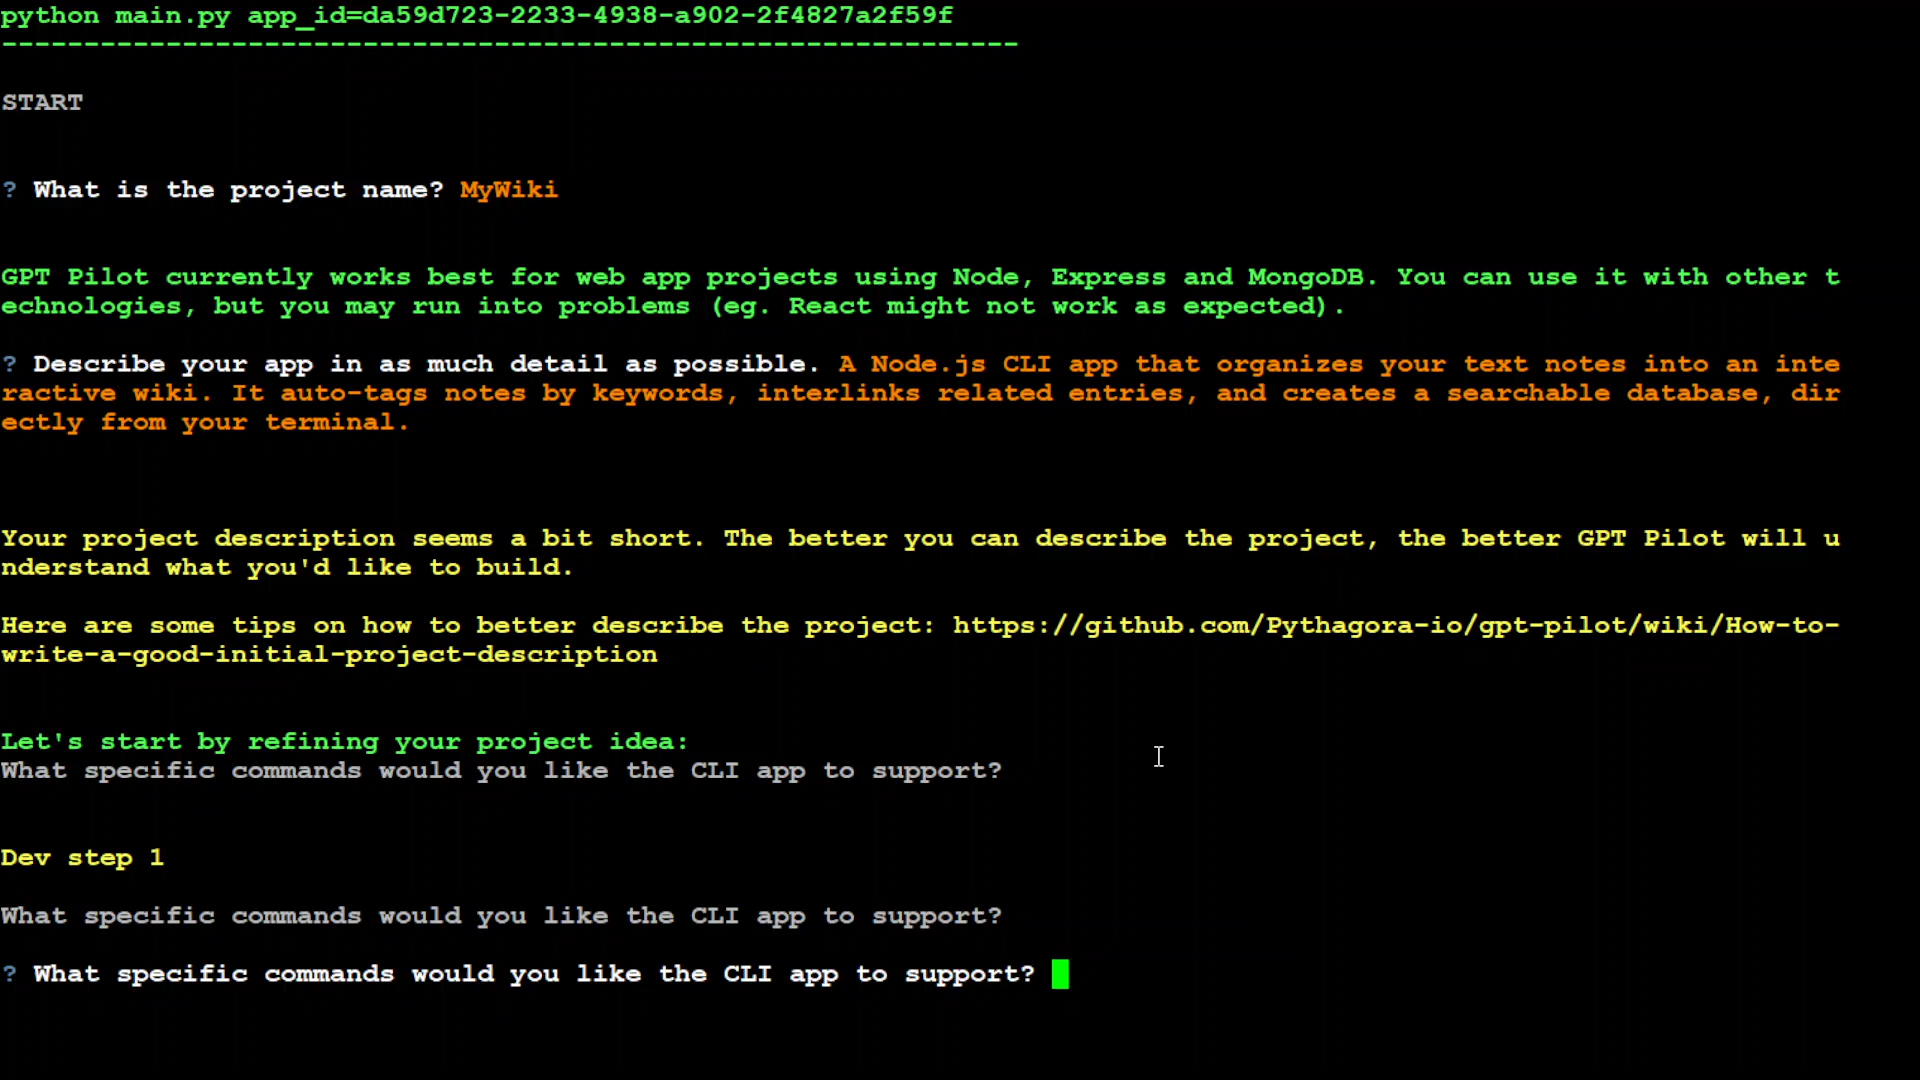 python main.py app_id=da59d723-2233-4938-a902-2f4827a2f59f
--------------------------------------------------------------
START
? What is the project name? MyWiki
GPT Pilot currently works best for web app projects using Node, Express and MongoDB. You can use it with other t
echnologies, but you may run into problems (eg. React might not work as expected).
? Describe your app in as much detail as possible. A Node.js CLI app that organizes your text notes into an inte
ractive wiki. It auto-tags notes by keywords, interlinks related entries, and creates a searchable database, dir
ectly from your terminal.
Your project description seems a bit short. The better you can describe the project, the better GPT Pilot will u
nderstand what you'd like to build.
Here are some tips on how to better describe the project: https://github.com/Pythagora-io/gpt-pilot/wiki/How-to-
write-a-good-initial-project-description
Let's start by refining your project idea:
What specific commands would you like the CLI app to support?
Dev step 1
What specific commands would you like the CLI app to support?
? What specific commands would you like the CLI app to support?